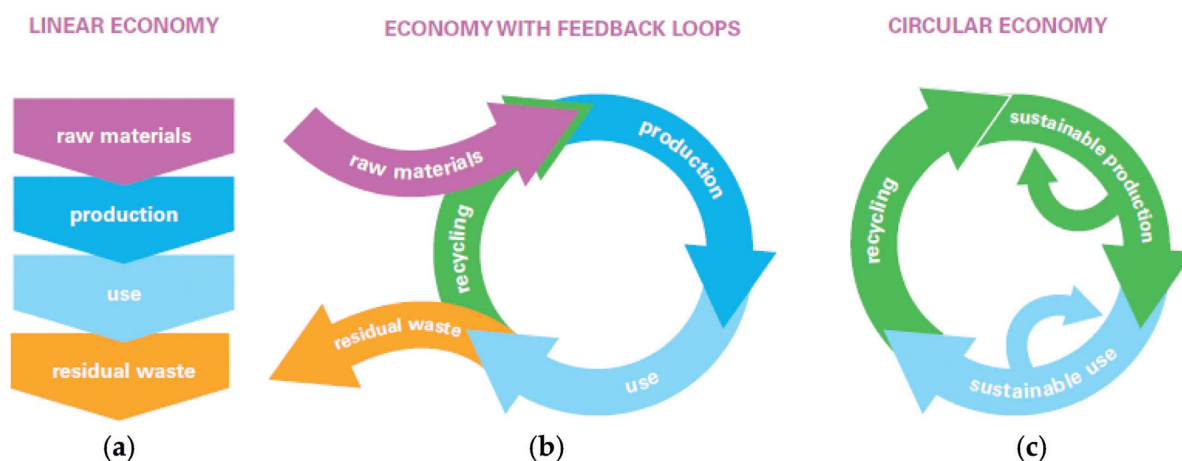 LINEAR ECONOMY
raw materials
production
use
residual waste
(a)
ECONOMY WITH FEEDBACK LOOPS
raw materials
production
recycling
residual waste
use
(b)
CIRCULAR ECONOMY
sustainable production
recycling
sustainable use
(c)